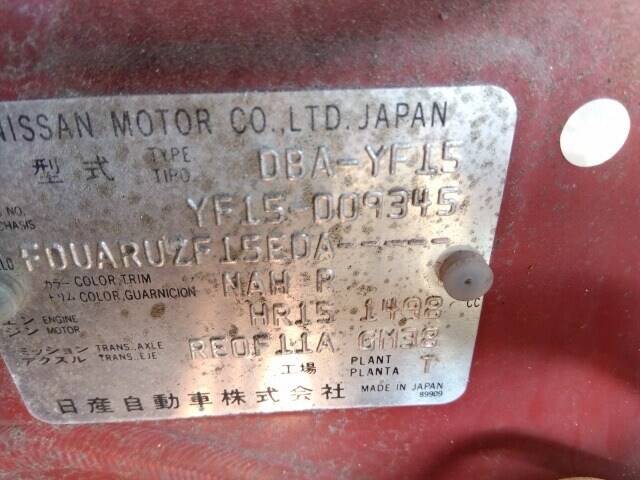 NISSAN MOTOR CO.,LTD.JAPAN
型式 TYPE TIPO DBA-YF15
NO. CHASIS YF15-009345
FDUARUZF15EDA-----
カラー COLOR,TRIM
トリム COLOR,GUARNICION NAH P
エンジン ENGINE MOTOR HR15 1498 CC
ミッション TRANS.,AXLE
アクスル TRANS.,EJE RE0F11A GM38
工場 PLANT PLANTA T
日産自動車株式会社 MADE IN JAPAN
89909